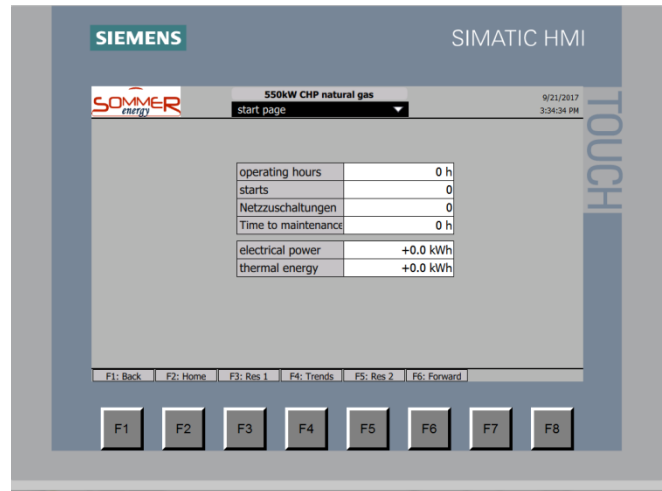 SIEMENS
SIMATIC HMI
TOUCH
SOMMER
energy
550kW CHP natural gas
start page
9/21/2017
3:34:34 PM
operating hours 0 h
starts 0
Netzzuschaltungen 0
Time to maintenance 0 h
electrical power +0.0 kWh
thermal energy +0.0 kWh
F1: Back F2: Home F3: Res 1 F4: Trends F5: Res 2 F6: Forward
F1 F2 F3 F4 F5 F6 F7 F8